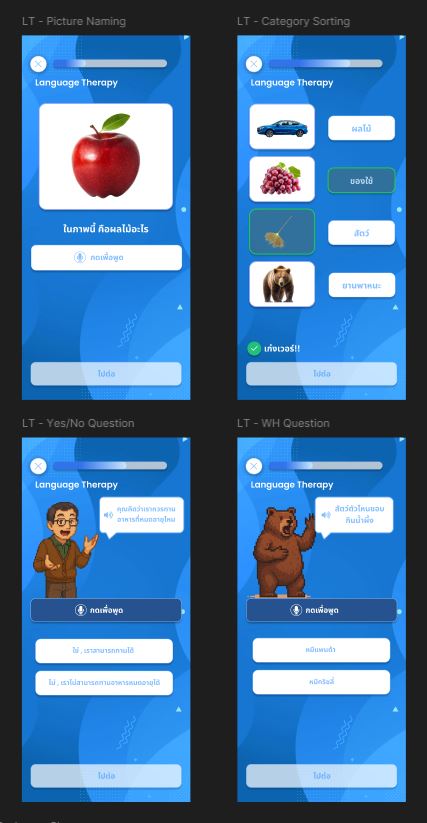 LT - Picture Naming
Language Therapy
ในภาพนี้ คือผลไม้อะไร
กดเพื่อพูด
ไปต่อ
LT - Category Sorting
Language Therapy
ผลไม้
ของใช้
สัตว์
ยานพาหนะ
เก่งเวอร์!!
ไปต่อ
LT - Yes/No Question
Language Therapy
คุณคิดว่าเราควรทาน
อาหารที่หมดอายุไหม
กดเพื่อพูด
ใช่ , เราสามารถทานได้
ไม่ , เราไม่สามารถทานอาหารหมดอายุได้
ไปต่อ
LT - WH Question
Language Therapy
สัตว์ตัวไหนชอบ
กินน้ำผึ้ง
กดเพื่อพูด
หมีแพนด้า
หมีกริซลี่
ไปต่อ